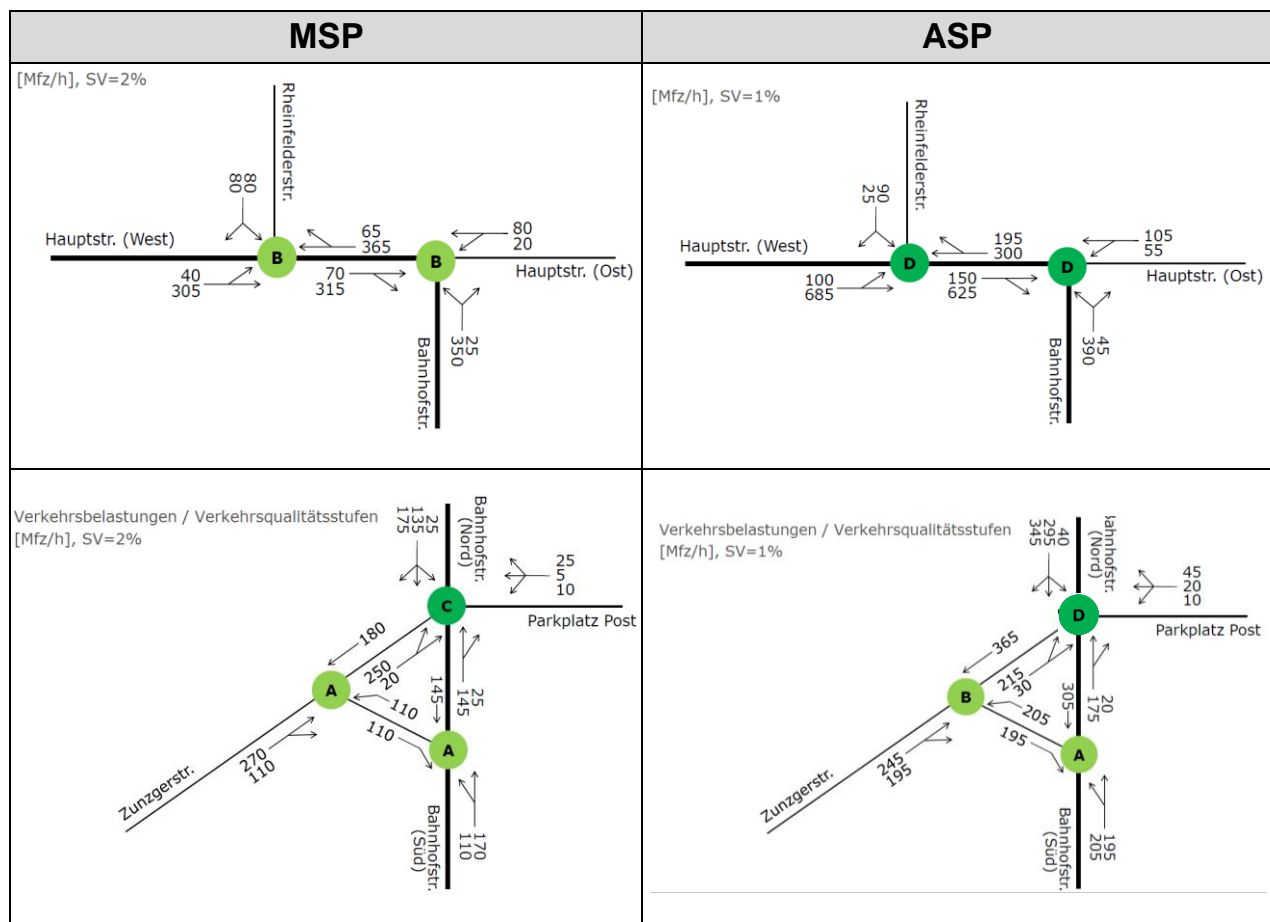 MSP
ASP
[Mfz/h], SV=2%
Rheinfelderstr.
80
80
Hauptstr. (West)
65
365
80
20
B
B
Hauptstr. (Ost)
40
305
70
315
25
350
Bahnhofstr.
[Mfz/h], SV=1%
Rheinfelderstr.
90
25
Hauptstr. (West)
195
300
105
55
D
D
Hauptstr. (Ost)
100
685
150
625
45
390
Bahnhofstr.
Verkehrsbelastungen / Verkehrsqualitätsstufen
[Mfz/h], SV=2%
25
135
175
Bahnhofstr.
(Nord)
25
5
10
C
Parkplatz Post
180
250
20
145
25
145
A
110
110
A
270
110
Zunzgerstr.
Bahnhofstr.
(Süd)
170
110
Verkehrsbelastungen / Verkehrsqualitätsstufen
[Mfz/h], SV=1%
40
295
345
ahnhofstr.
(Nord)
45
20
10
D
Parkplatz Post
365
215
30
305
20
175
B
205
195
A
245
195
Zunzgerstr.
Bahnhofstr.
(Süd)
195
205